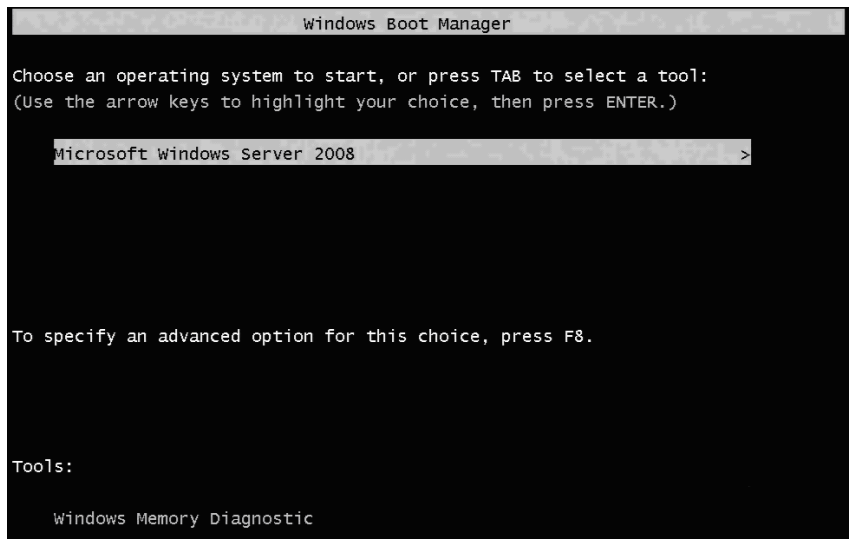 Windows Boot Manager
Choose an operating system to start, or press TAB to select a tool:
(Use the arrow keys to highlight your choice, then press ENTER.)
Microsoft Windows Server 2008 >
To specify an advanced option for this choice, press F8.
Tools:
Windows Memory Diagnostic